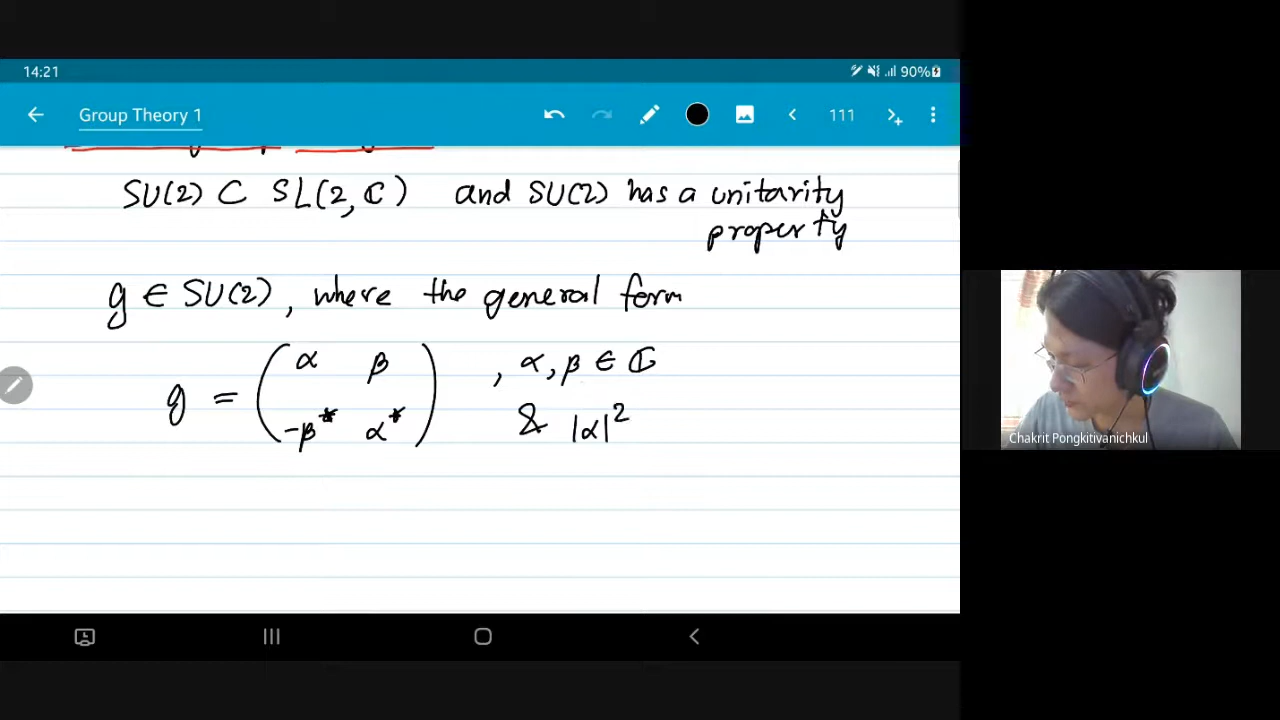 14:21
90%
Group Theory 1
111
SU(2) ⊂ SL(2, ℂ) and SU(2) has a unitarity
property
g ∈ SU(2), where the general form
g = ( α β , α, β ∈ ℂ
-β* α* ) & |α|²
Chakrit Pongkitivanichkul